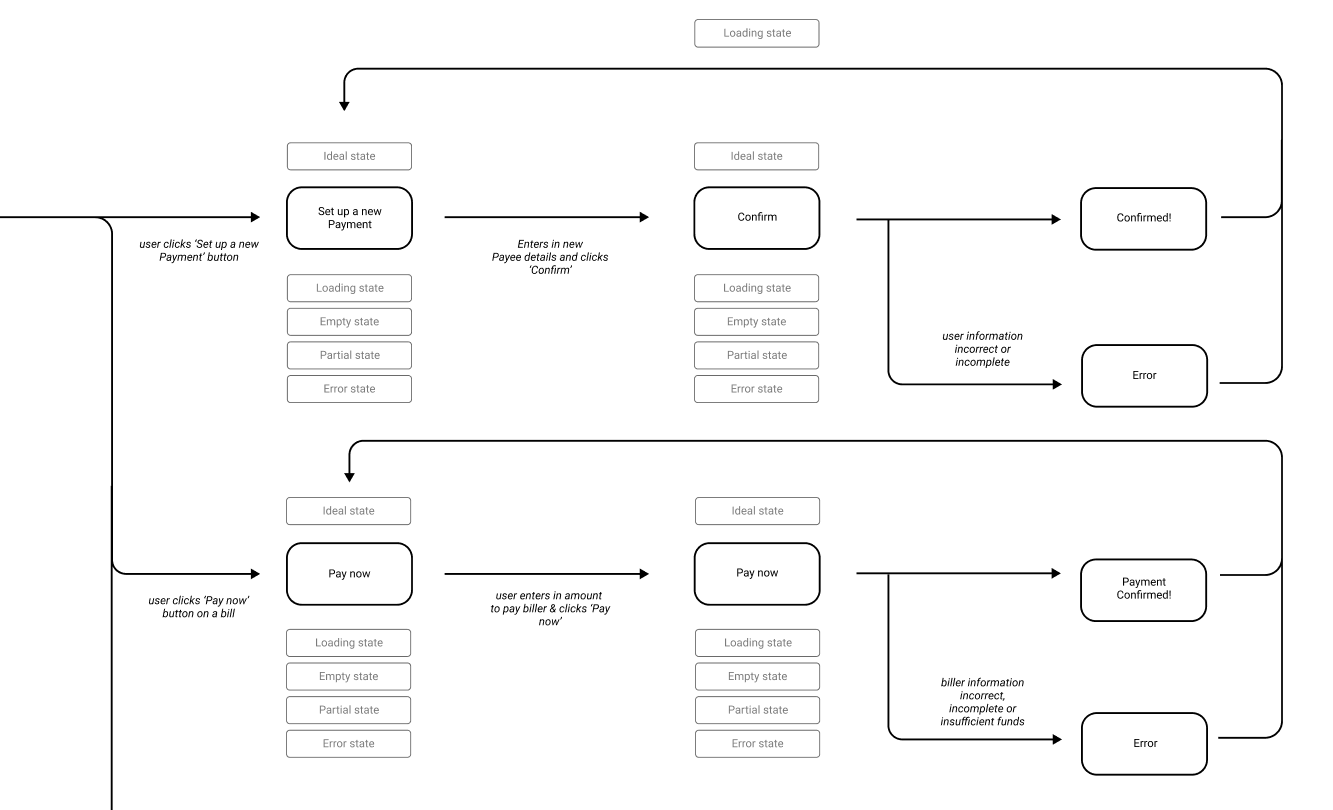 Loading state
Ideal state
Ideal state
Set up a new
Payment
Confirm
Confirmed!
user clicks ‘Set up a new
Payment’ button
Enters in new
Payee details and clicks
‘Confirm’
Loading state
Empty state
Partial state
Error state
Loading state
Empty state
Partial state
Error state
user information
incorrect or
incomplete
Error
Ideal state
Ideal state
Pay now
Pay now
Payment
Confirmed!
user clicks ‘Pay now’
button on a bill
user enters in amount
to pay biller & clicks ‘Pay
now’
Loading state
Empty state
Partial state
Error state
Loading state
Empty state
Partial state
Error state
biller information
incorrect,
incomplete or
insufficient funds
Error